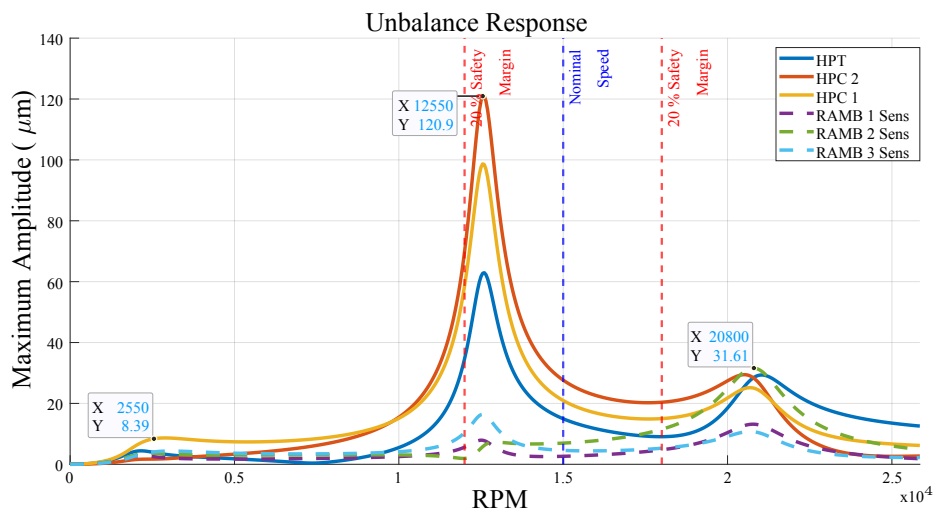 Unbalance Response
Maximum Amplitude ( μm)
140
120
100
80
60
40
20
0
20 % Safety
Margin
Nominal
Speed
20 % Safety
Margin
HPT
HPC 2
HPC 1
RAMB 1 Sens
RAMB 2 Sens
RAMB 3 Sens
X 12550
Y 120.9
X 20800
Y 31.61
X 2550
Y 8.39
0 0.5 1 1.5 2 2.5
×10⁴
RPM